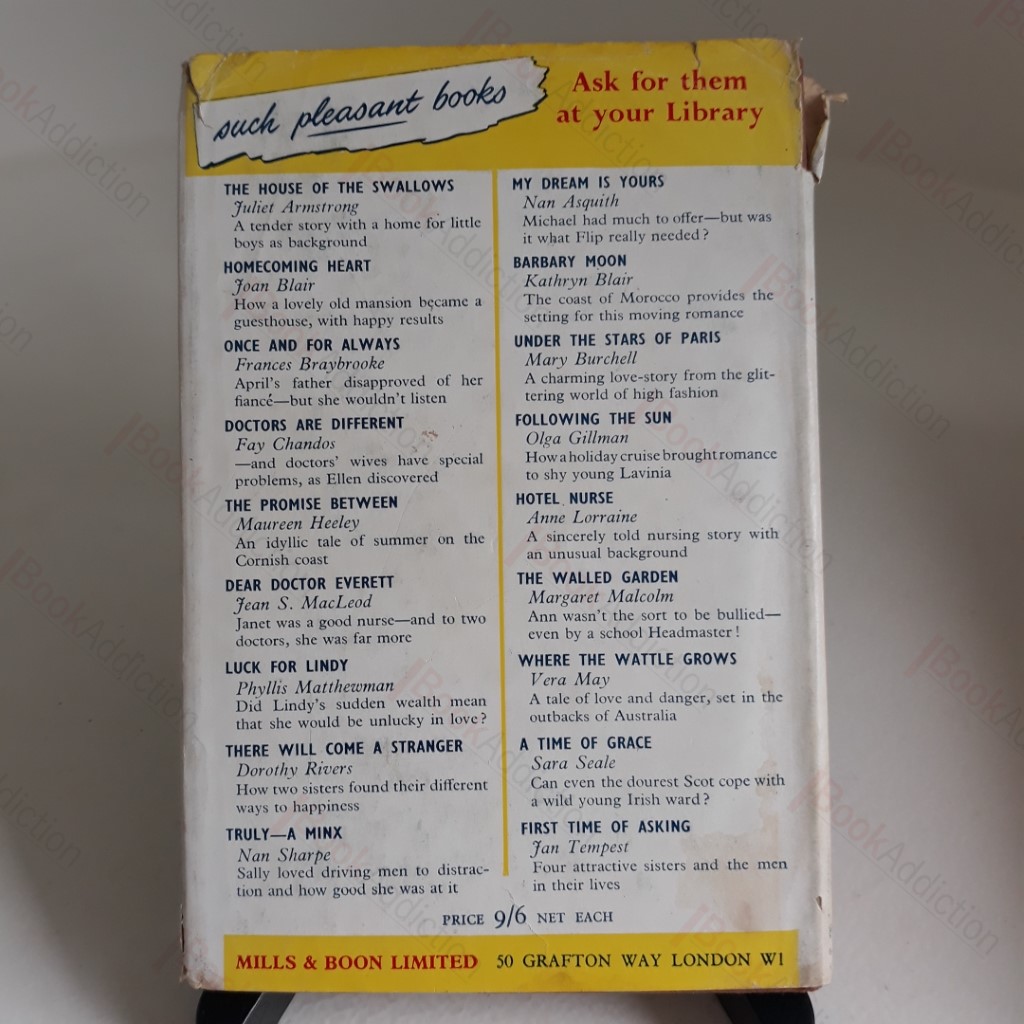 such pleasant books
Ask for them
at your Library
THE HOUSE OF THE SWALLOWS
Juliet Armstrong
A tender story with a home for little
boys as background
HOMECOMING HEART
Joan Blair
How a lovely old mansion became a
guesthouse, with happy results
ONCE AND FOR ALWAYS
Frances Braybrooke
April's father disapproved of her
fiancé—but she wouldn't listen
DOCTORS ARE DIFFERENT
Fay Chandos
—and doctors' wives have special
problems, as Ellen discovered
THE PROMISE BETWEEN
Maureen Heeley
An idyllic tale of summer on the
Cornish coast
DEAR DOCTOR EVERETT
Jean S. MacLeod
Janet was a good nurse—and to two
doctors, she was far more
LUCK FOR LINDY
Phyllis Matthewman
Did Lindy's sudden wealth mean
that she would be unlucky in love?
THERE WILL COME A STRANGER
Dorothy Rivers
How two sisters found their different
ways to happiness
TRULY—A MINX
Nan Sharpe
Sally loved driving men to distrac-
tion and how good she was at it
MY DREAM IS YOURS
Nan Asquith
Michael had much to offer—but was
it what Flip really needed?
BARBARY MOON
Kathryn Blair
The coast of Morocco provides the
setting for this moving romance
UNDER THE STARS OF PARIS
Mary Burchell
A charming love-story from the glit-
tering world of high fashion
FOLLOWING THE SUN
Olga Gillman
How a holiday cruise brought romance
to shy young Lavinia
HOTEL NURSE
Anne Lorraine
A sincerely told nursing story with
an unusual background
THE WALLED GARDEN
Margaret Malcolm
Ann wasn't the sort to be bullied—
even by a school Headmaster!
WHERE THE WATTLE GROWS
Vera May
A tale of love and danger, set in the
outbacks of Australia
A TIME OF GRACE
Sara Seale
Can even the dourest Scot cope with
a wild young Irish ward?
FIRST TIME OF ASKING
Jan Tempest
Four attractive sisters and the men
in their lives
PRICE 9/6 NET EACH
MILLS & BOON LIMITED 50 GRAFTON WAY LONDON W1
BookAddiction